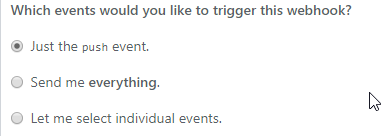 Which events would you like to trigger this webhook?
Just the push event.
Send me everything.
Let me select individual events.